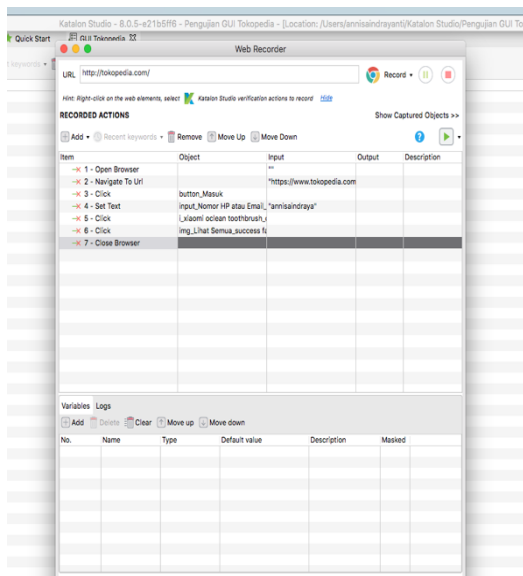 Katalon Studio - 8.0.5-e21b5ff6 - Pengujian GUI Tokopedia - [Location: /Users/annisaindrayanti/Katalon Studio/Pengujian GUI To
Quick Start GUI Tokopedia
keywords
Web Recorder
URL http://tokopedia.com/ Record
Hint: Right-click on the web elements, select Katalon Studio verification actions to record Hide
RECORDED ACTIONS Show Captured Objects >>
Add Recent keywords Remove Move Up Move Down
Item Object Input Output Description
1 - Open Browser ""
2 - Navigate To Url "https://www.tokopedia.com
3 - Click button_Masuk
4 - Set Text input_Nomor HP atau Email_ "annisaindraya"
5 - Click i_xiaomi oclean toothbrush_
6 - Click img_Lihat Semua_success fa
7 - Close Browser
Variables Logs
Add Delete Clear Move up Move down
No. Name Type Default value Description Masked